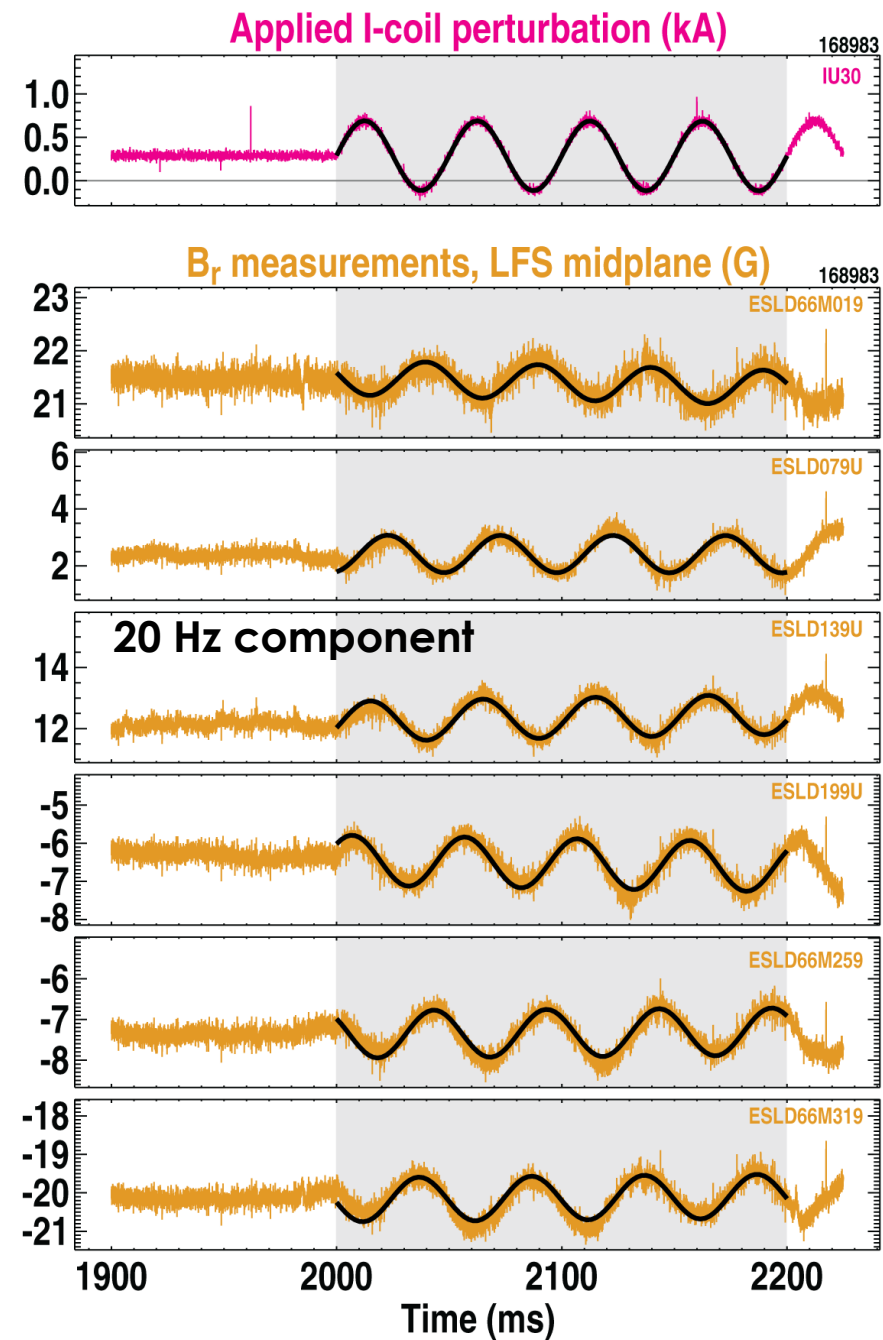 Applied I-coil perturbation (kA)
168983
IU30
1.0
0.5
0.0
Br measurements, LFS midplane (G)
168983
ESLD66M019
23
22
21
ESLD079U
6
4
2
20 Hz component
ESLD139U
14
12
ESLD199U
-5
-6
-7
-8
ESLD66M259
-6
-7
-8
ESLD66M319
-18
-19
-20
-21
1900 2000 2100 2200
Time (ms)